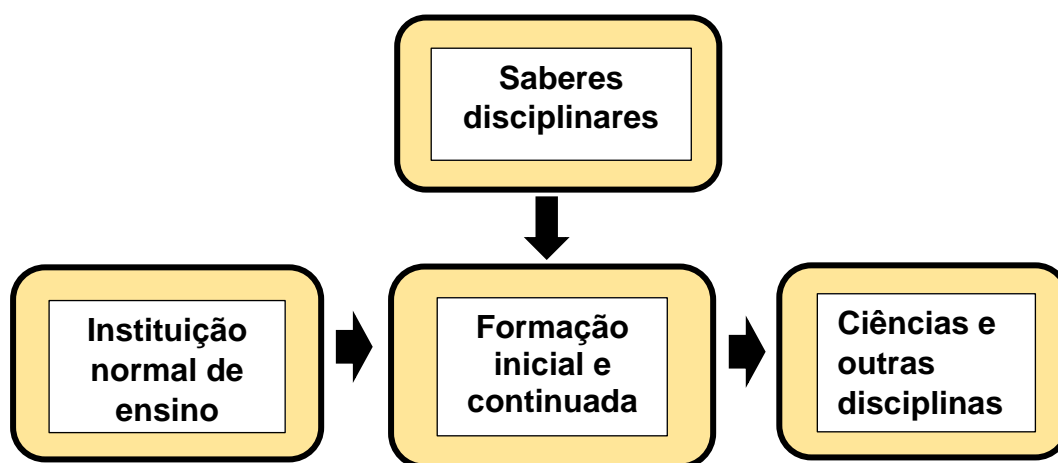 Saberes
disciplinares
Instituição
normal de
ensino
Formação
inicial e
continuada
Ciências e
outras
disciplinas